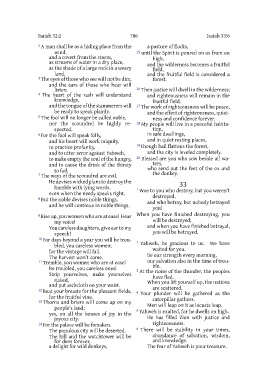 Isaiah 32:2
786
Isaiah 33:6
2 A man shall be as a hiding place from the
wind,
and a covert from the storm,
as streams of water in a dry place,
as the shade of a large rock in a weary
land.
3 The eyes of those who see will not be dim,
and the ears of those who hear will
listen.
4 The heart of the rash will understand
knowledge,
and the tongue of the stammerers will
be ready to speak plainly.
5 The fool will no longer be called noble,
nor the scoundrel be highly re-
spected.
6 For the fool will speak folly,
and his heart will work iniquity,
to practice profanity,
and to utter error against Yahweh,
to make empty the soul of the hungry,
and to cause the drink of the thirsty
to fail.
7 The ways of the scoundrel are evil.
He devises wicked plans to destroy the
humble with lying words,
even when the needy speaks right.
8 But the noble devises noble things,
and he will continue in noble things.
9 Rise up, you women who are at ease! Hear
my voice!
You careless daughters, give ear to my
speech!
10 For days beyond a year you will be trou-
bled, you careless women;
for the vintage will fail.
The harvest won't come.
11 Tremble, you women who are at ease!
Be troubled, you careless ones!
Strip yourselves, make yourselves
naked,
and put sackcloth on your waist.
12 Beat your breasts for the pleasant fields,
for the fruitful vine.
13 Thorns and briers will come up on my
people's land;
yes, on all the houses of joy in the
joyous city.
14 For the palace will be forsaken.
The populous city will be deserted.
The hill and the watchtower will be
for dens forever,
a delight for wild donkeys,
a pasture of flocks,
15 until the Spirit is poured on us from on
high,
and the wilderness becomes a fruitful
field,
and the fruitful field is considered a
forest.
16 Then justice will dwell in the wilderness;
and righteousness will remain in the
fruitful field.
17 The work of righteousness will be peace,
and the effect of righteousness, quiet-
ness and confidence forever.
18 My people will live in a peaceful habita-
tion,
in safe dwellings,
and in quiet resting places,
19 though hail flattens the forest,
and the city is leveled completely.
20 Blessed are you who sow beside all wa-
ters,
who send out the feet of the ox and
the donkey.
33
1 Woe to you who destroy, but you weren't
destroyed,
and who betray, but nobody betrayed
you!
When you have finished destroying, you
will be destroyed;
and when you have finished betrayal,
you will be betrayed.
2 Yahweh, be gracious to us. We have
waited for you.
Be our strength every morning,
our salvation also in the time of trou-
ble.
3 At the noise of the thunder, the peoples
have fled.
When you lift yourself up, the nations
are scattered.
4 Your plunder will be gathered as the
caterpillar gathers.
Men will leap on it as locusts leap.
5 Yahweh is exalted, for he dwells on high.
He has filled Zion with justice and
righteousness.
6 There will be stability in your times,
abundance of salvation, wisdom,
and knowledge.
The fear of Yahweh is your treasure.